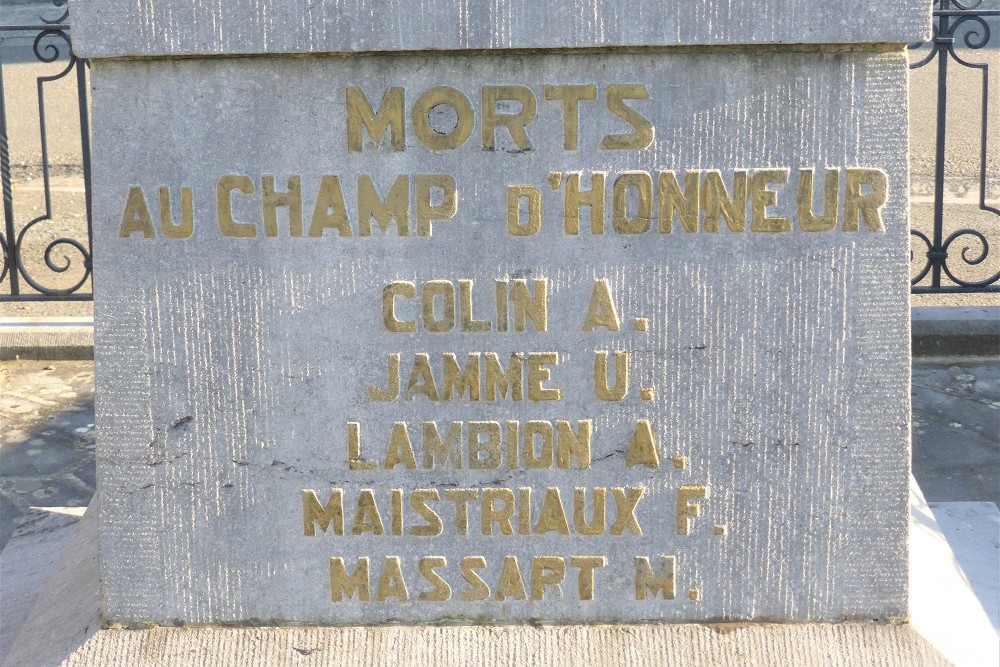 MORTS
AU CHAMP D'HONNEUR
COLIN A.
JAMME U.
LAMBION A.
MAISTRIAUX F.
MASSART M.